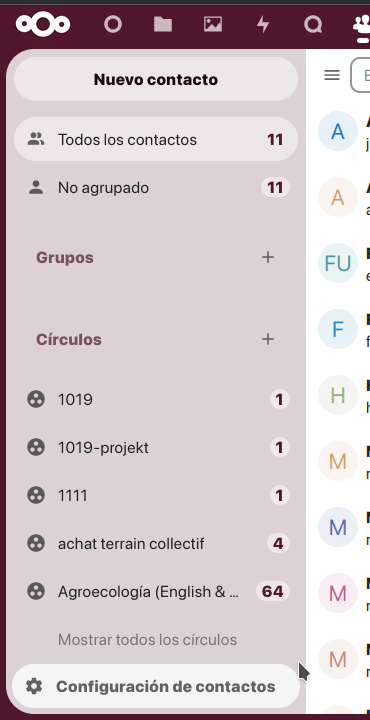 Nuevo contacto
Todos los contactos 11
No agrupado 11
Grupos
Círculos
1019 1
1019-projekt 1
1111 1
achat terrain collectif 4
Agroecología (English & ... 64
Mostrar todos los círculos
Configuración de contactos
A
A
FU
F
H
M
M
M
M